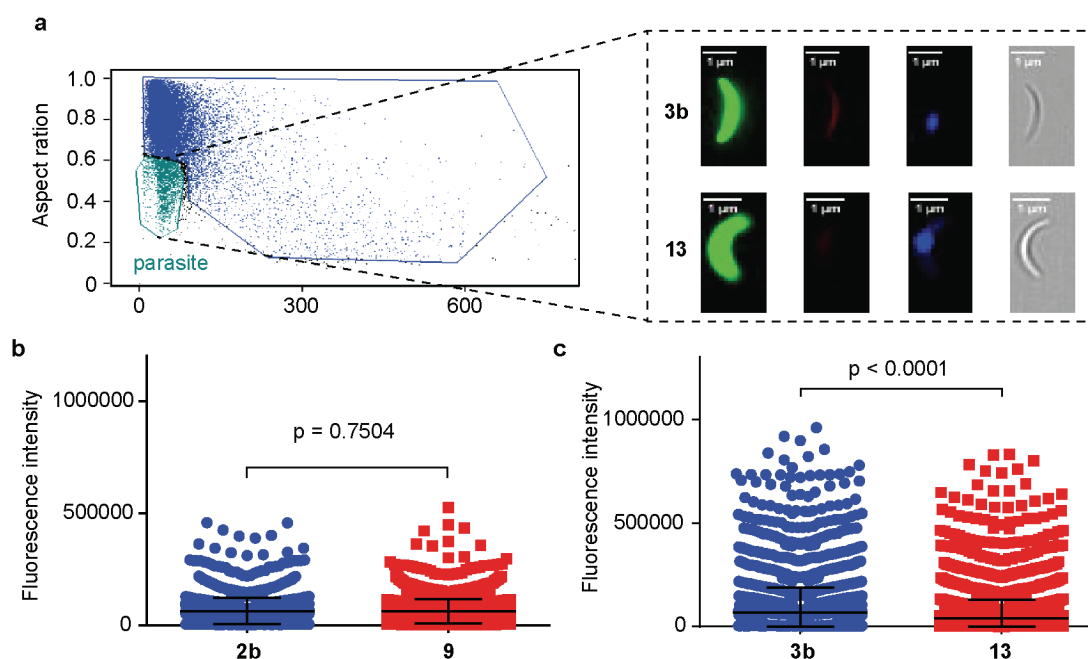 a
Aspect ration
1.0
0.8
0.6
0.4
0.2
0
0
300
600
parasite
3b
1 μm
1 μm
1 μm
1 μm
13
1 μm
1 μm
1 μm
1 μm
b
Fluorescence intensity
1000000
500000
0
p = 0.7504
2b
9
c
Fluorescence intensity
1000000
500000
0
p < 0.0001
3b
13